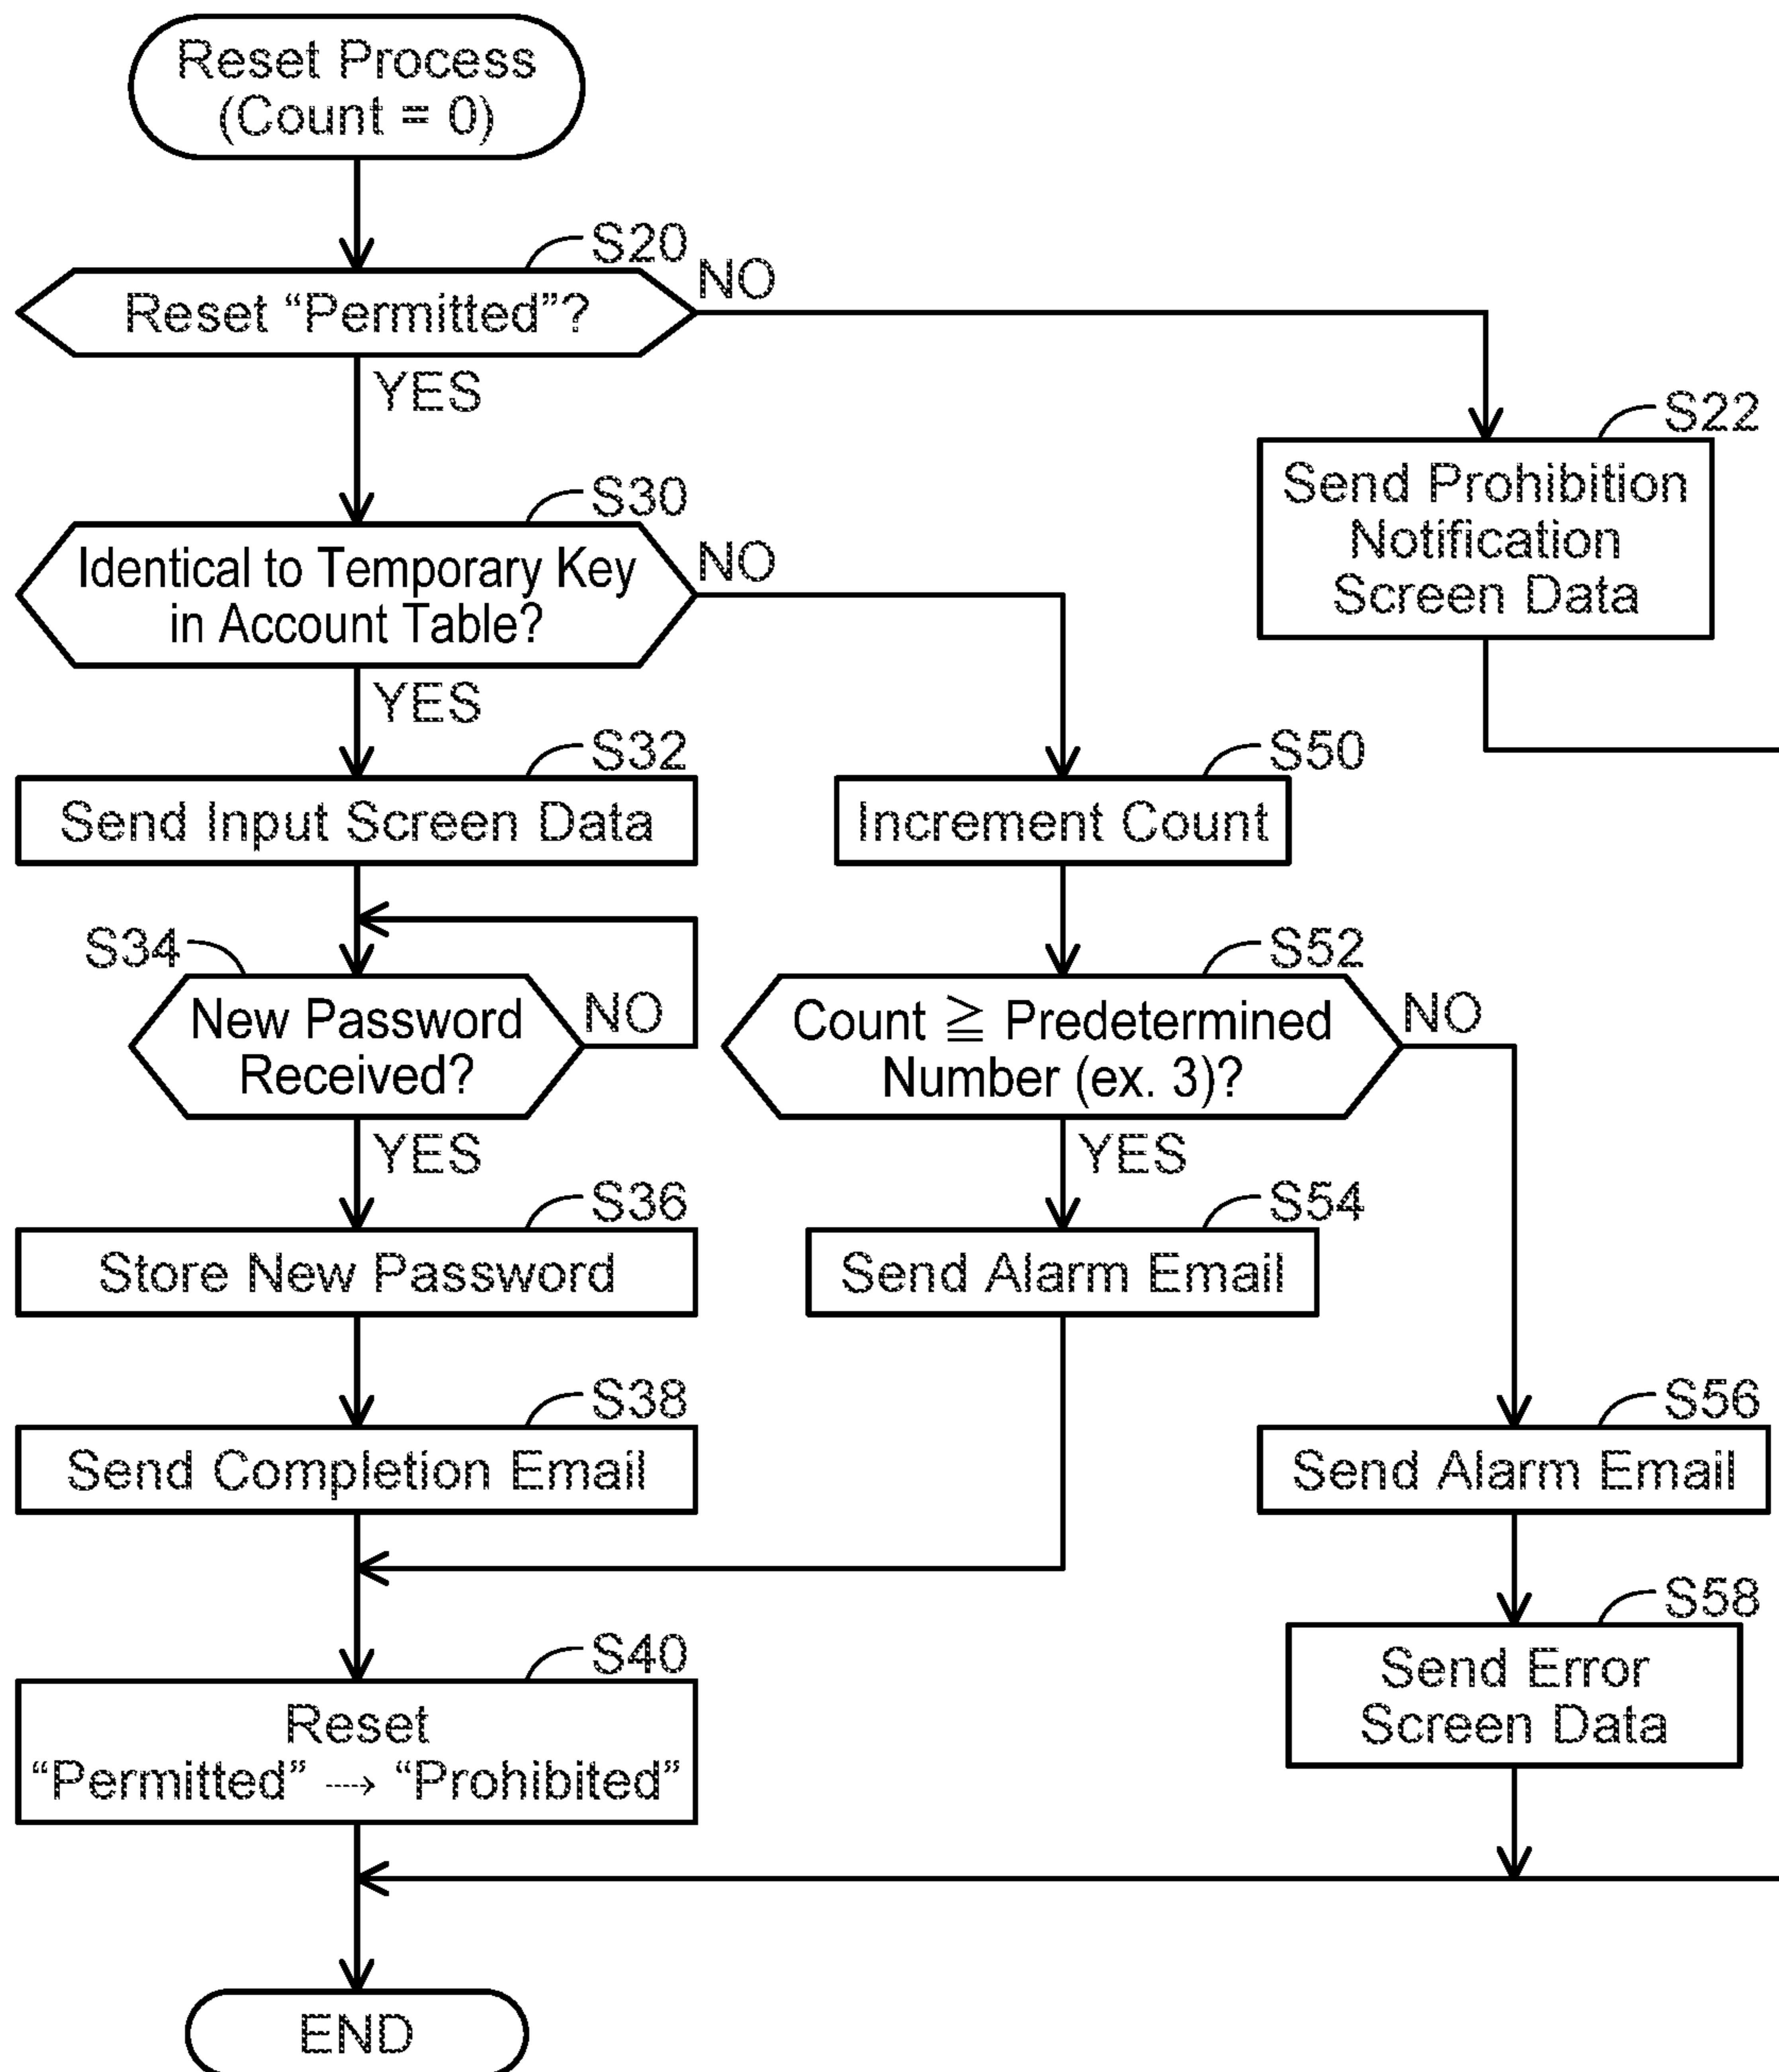 Reset Process
(Count = 0)
S20
Reset “Permitted”?
NO
YES
S22
Send Prohibition
Notification
Screen Data
S30
Identical to Temporary Key
in Account Table?
NO
YES
S32
Send Input Screen Data
S50
Increment Count
S34
New Password
Received?
NO
S52
Count ≧ Predetermined
Number (ex. 3)?
NO
YES
YES
S36
Store New Password
S54
Send Alarm Email
S38
Send Completion Email
S56
Send Alarm Email
S58
Send Error
Screen Data
S40
Reset
“Permitted” → “Prohibited”
END